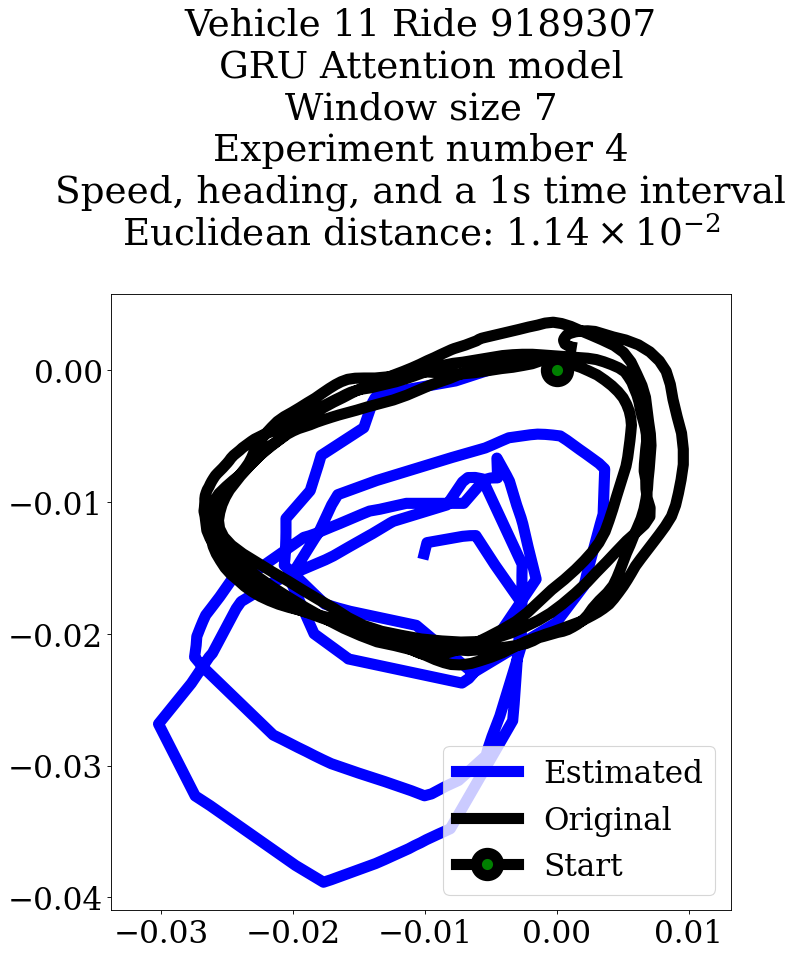 Vehicle 11 Ride 9189307
GRU Attention model
Window size 7
Experiment number 4
Speed, heading, and a 1s time interval
Euclidean distance: 1.14 × 10⁻²
0.00
−0.01
−0.02
−0.03
−0.04
Estimated
Original
Start
−0.03 −0.02 −0.01 0.00 0.01